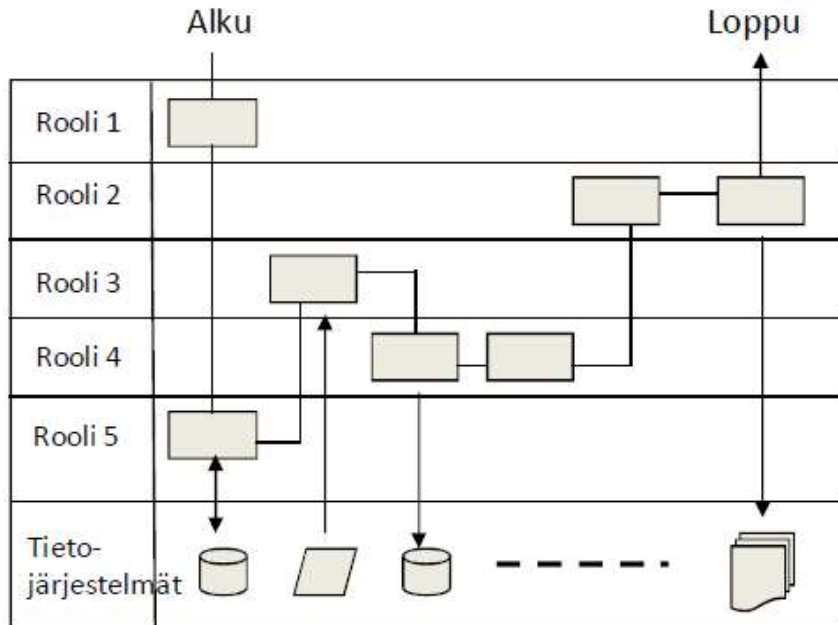 Alku
Loppu
Rooli 1
Rooli 2
Rooli 3
Rooli 4
Rooli 5
Tieto-
järjestelmät